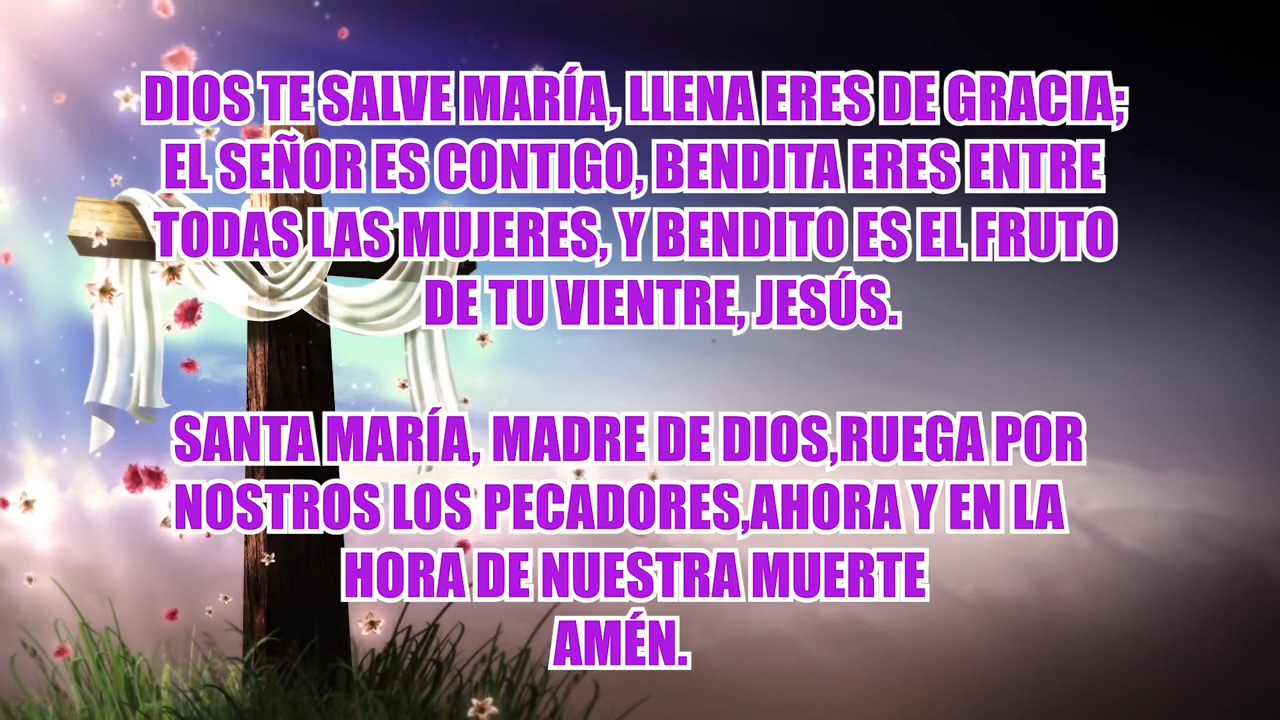 DIOS TE SALVE MARÍA, LLENA ERES DE GRACIA;
EL SEÑOR ES CONTIGO, BENDITA ERES ENTRE
TODAS LAS MUJERES, Y BENDITO ES EL FRUTO
DE TU VIENTRE, JESÚS.
SANTA MARÍA, MADRE DE DIOS,RUEGA POR
NOSTROS LOS PECADORES,AHORA Y EN LA
HORA DE NUESTRA MUERTE
AMÉN.